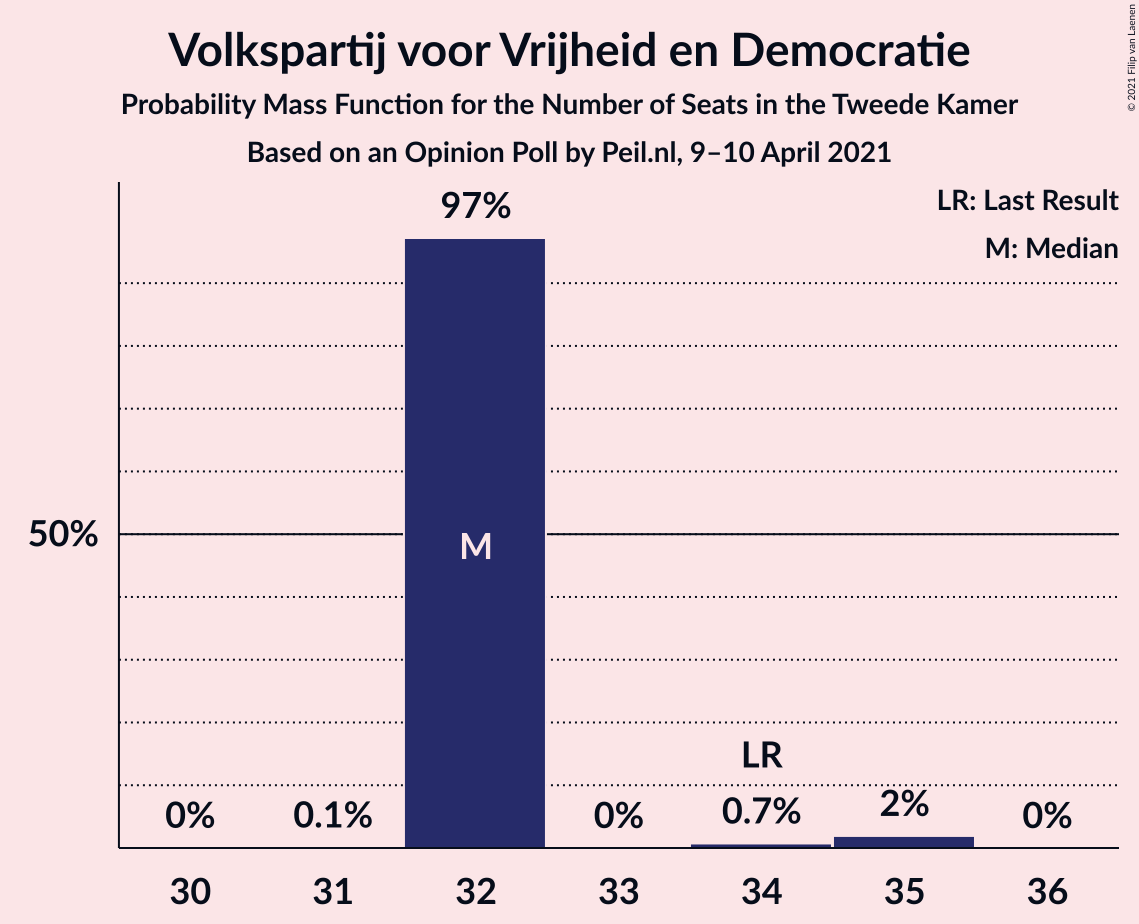 Volkspartij voor Vrijheid en Democratie
Probability Mass Function for the Number of Seats in the Tweede Kamer
Based on an Opinion Poll by Peil.nl, 9–10 April 2021
© 2021 Filip van Laenen
LR: Last Result
M: Median
97%
50%
M
LR
0%
0.1%
0%
0.7%
2%
0%
30
31
32
33
34
35
36